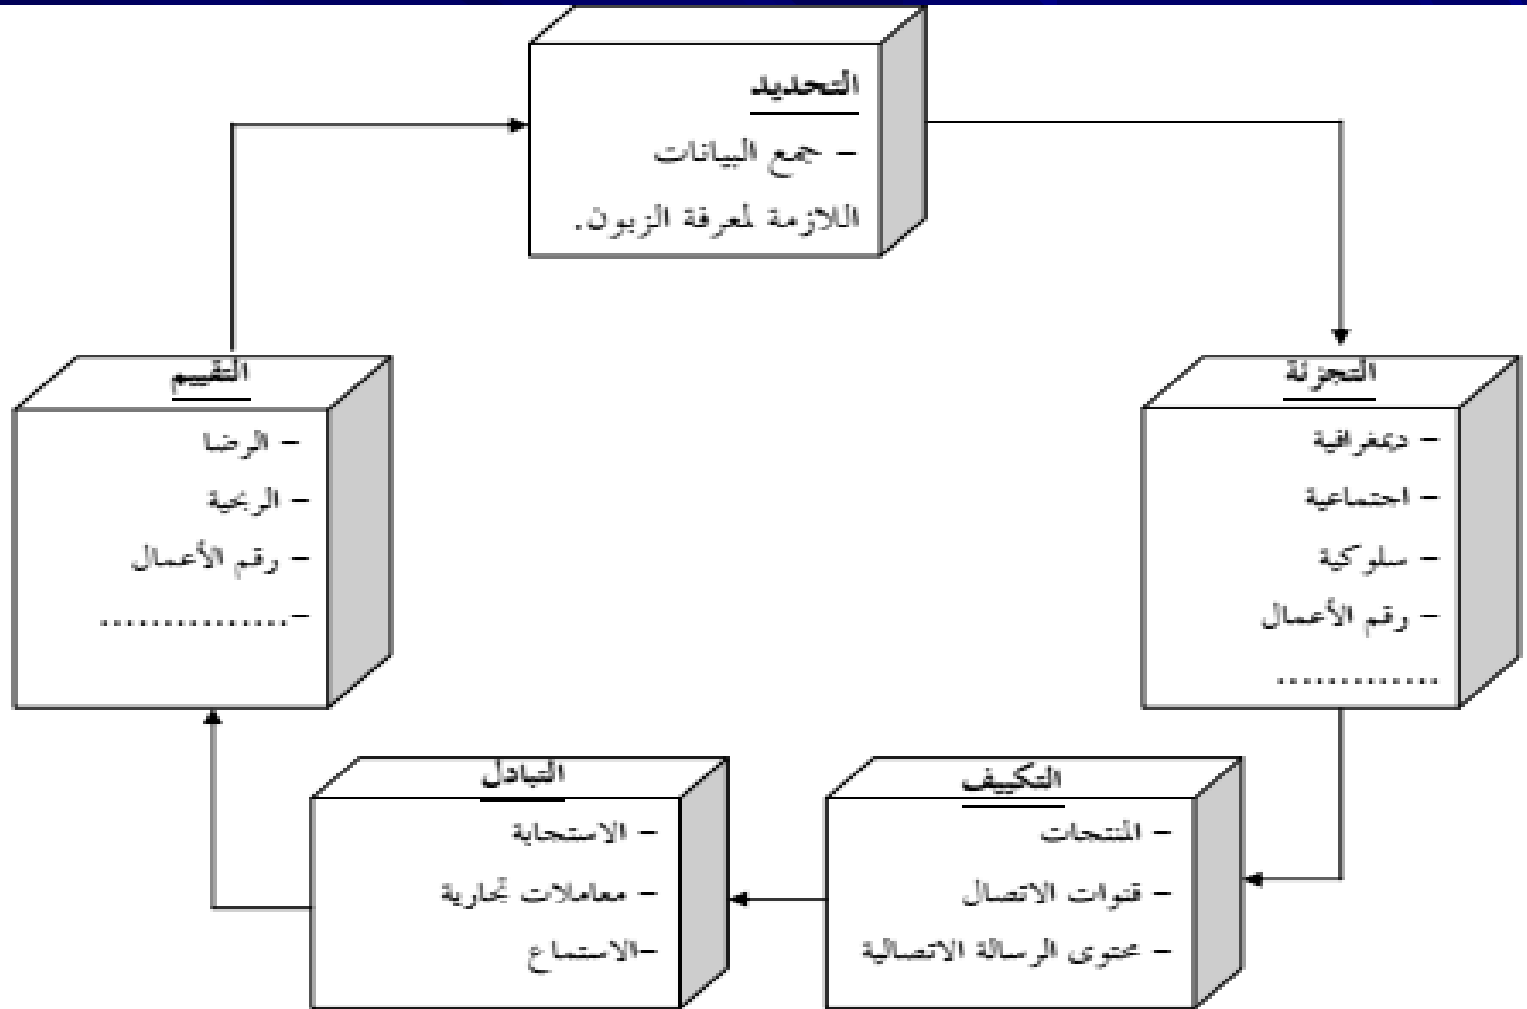 التحديد
– جمع البيانات
اللازمة لمعرفة الزبون.
التجزئة
– ديمغرافية
– اجتماعية
– سلوكية
– رقم الأعمال
.............
التكييف
– المنتجات
– قنوات الاتصال
– محتوى الرسالة الاتصالية
التبادل
– الاستجابة
– معاملات تجارية
–الاستماع
التقييم
– الرضا
– الربحية
– رقم الأعمال
–...............